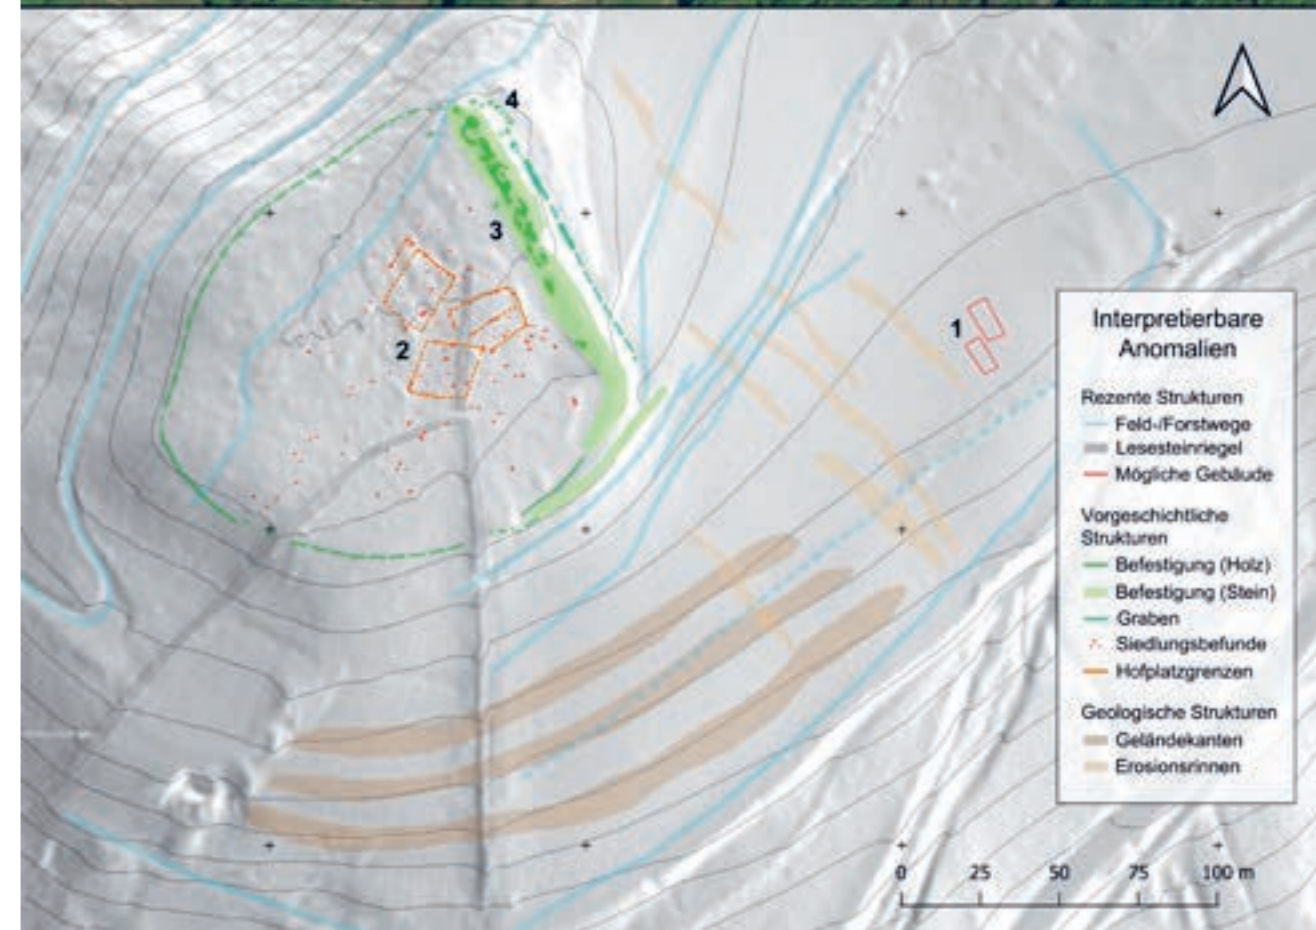 4
3
2
1
Interpretierbare
Anomalien
Rezente Strukturen
Feld-/Forstwege
Lesesteinriegel
Mögliche Gebäude
Vorgeschichtliche
Strukturen
Befestigung (Holz)
Befestigung (Stein)
Graben
Siedlungsbefunde
Hofplatzgrenzen
Geologische Strukturen
Geländekanten
Erosionsrinnen
0 25 50 75 100 m